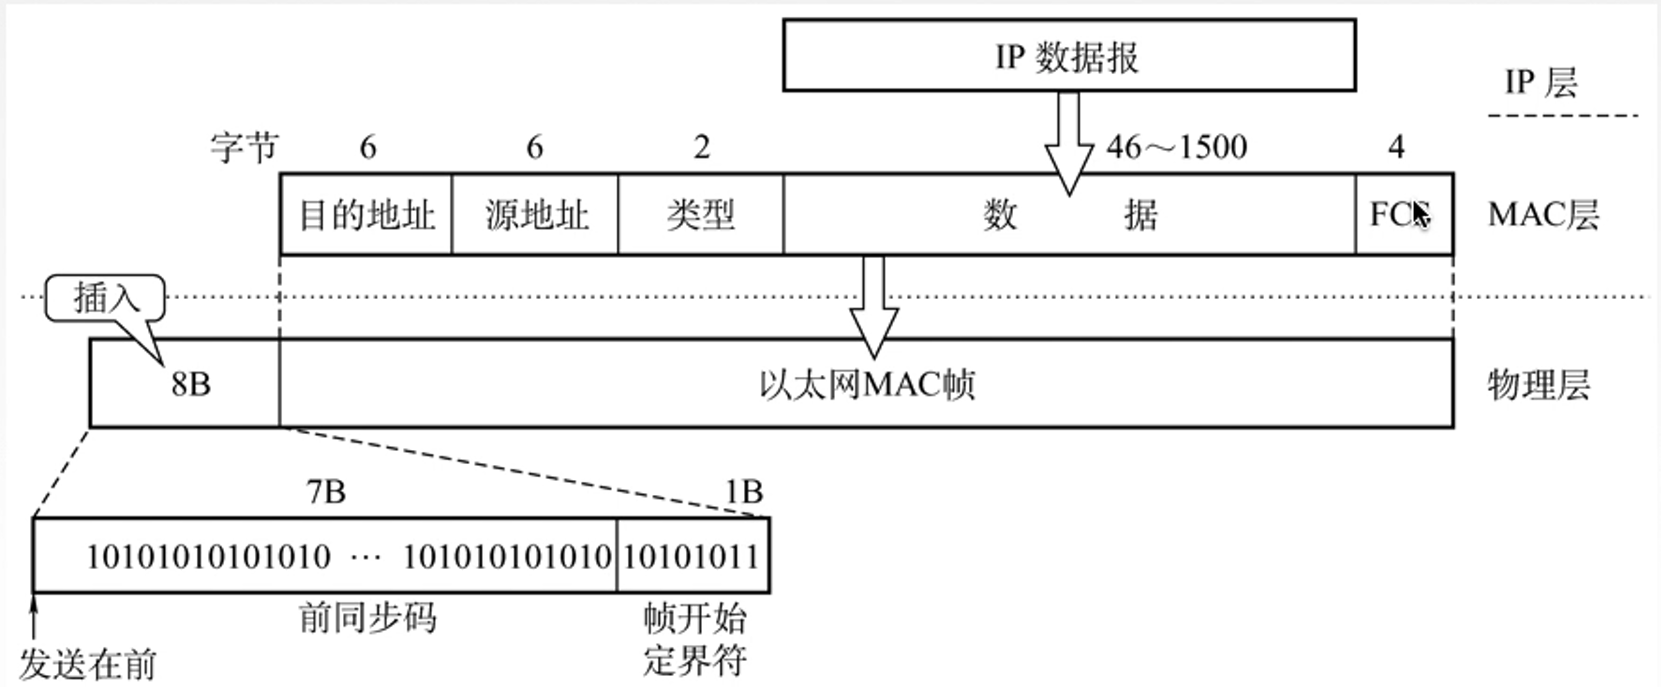 IP 数据报
IP 层
字节 6 6 2 46～1500 4
目的地址 源地址 类型 数 据 MAC层
插入
8B 以太网MAC帧 物理层
7B 1B
10101010101010 … 101010101010 10101011
前同步码 帧开始
定界符
发送在前